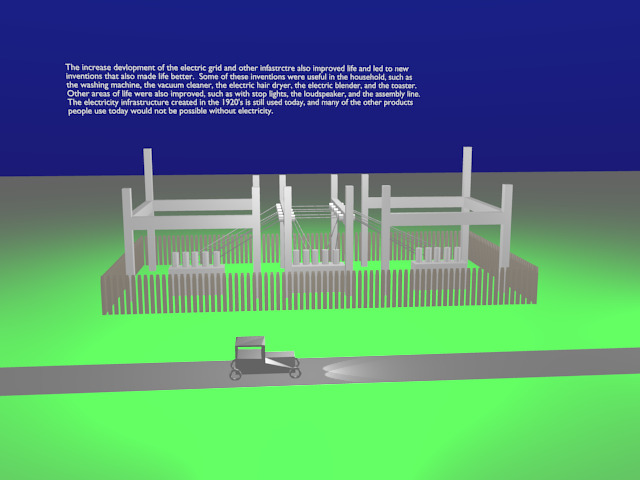 The increase devlopment of the electric grid and other infastrctre also improved life and led to new
inventions that also made life better. Some of these inventions were useful in the household, such as
the washing machine, the vacuum cleaner, the electric hair dryer, the electric blender, and the toaster.
Other areas of life were also improved, such as with stop lights, the loudspeaker, and the assembly line.
The electricity infrastructure created in the 1920's is still used today, and many of the other products
people use today would not be possible without electricity.